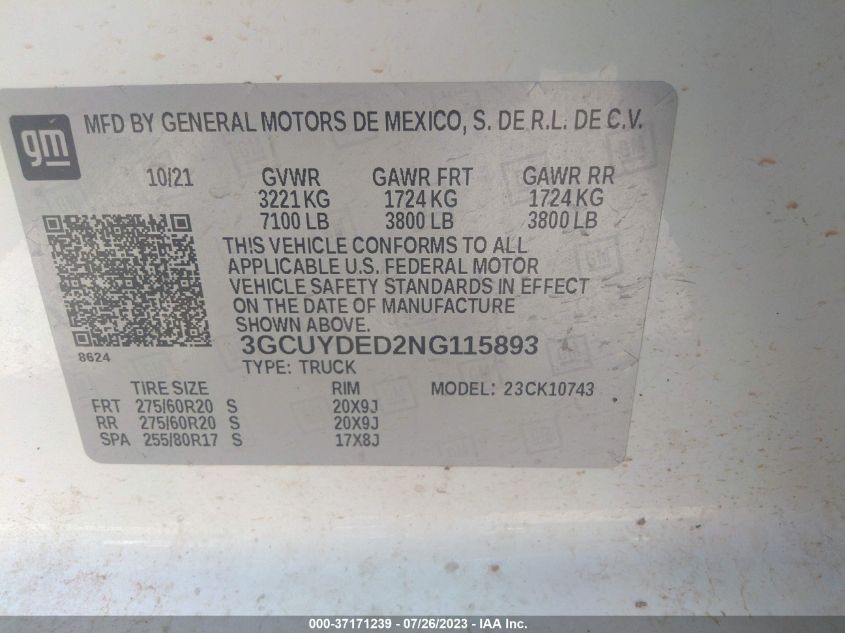 gm
MFD BY GENERAL MOTORS DE MEXICO, S. DE R.L. DE C.V.
10/21 GVWR GAWR FRT GAWR RR
3221 KG 1724 KG 1724 KG
7100 LB 3800 LB 3800 LB
THIS VEHICLE CONFORMS TO ALL
APPLICABLE U.S. FEDERAL MOTOR
VEHICLE SAFETY STANDARDS IN EFFECT
ON THE DATE OF MANUFACTURE
SHOWN ABOVE.
8624
3GCUYDED2NG115893
TYPE: TRUCK
TIRE SIZE RIM MODEL: 23CK10743
FRT 275/60R20 S 20X9J
RR 275/60R20 S 20X9J
SPA 255/80R17 S 17X8J
000-37171239 - 07/26/2023 - www.iaai.com